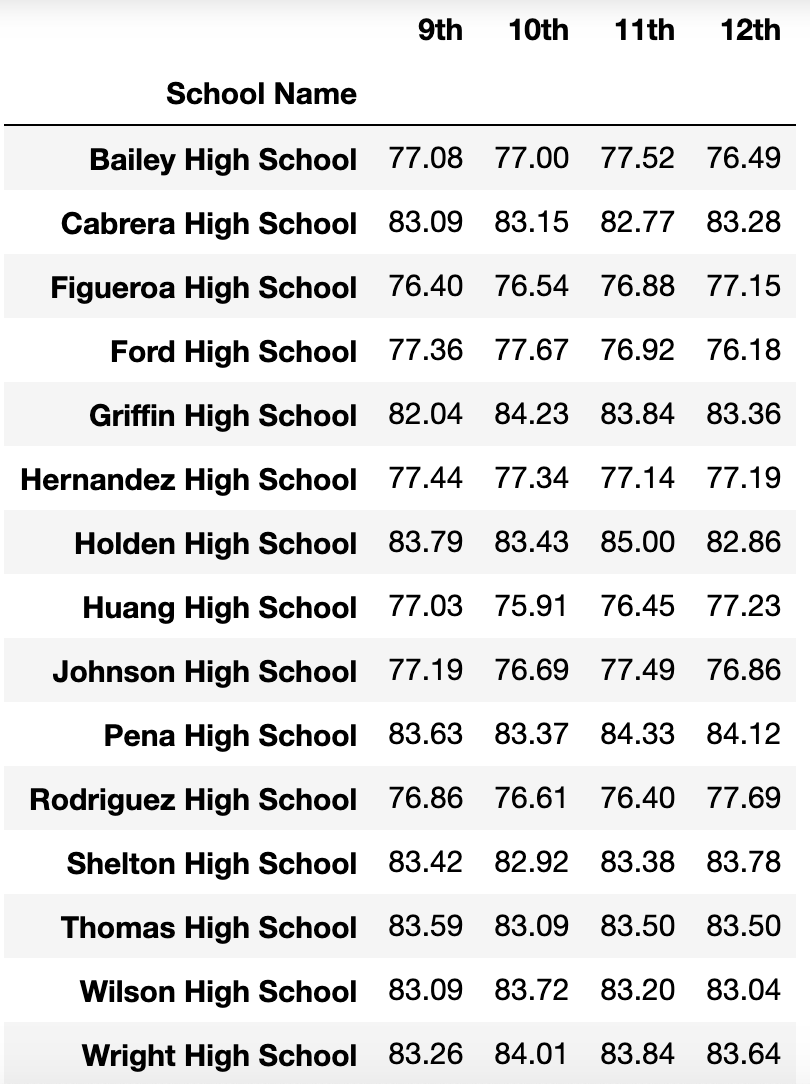 9th 10th 11th 12th
School Name
Bailey High School 77.08 77.00 77.52 76.49
Cabrera High School 83.09 83.15 82.77 83.28
Figueroa High School 76.40 76.54 76.88 77.15
Ford High School 77.36 77.67 76.92 76.18
Griffin High School 82.04 84.23 83.84 83.36
Hernandez High School 77.44 77.34 77.14 77.19
Holden High School 83.79 83.43 85.00 82.86
Huang High School 77.03 75.91 76.45 77.23
Johnson High School 77.19 76.69 77.49 76.86
Pena High School 83.63 83.37 84.33 84.12
Rodriguez High School 76.86 76.61 76.40 77.69
Shelton High School 83.42 82.92 83.38 83.78
Thomas High School 83.59 83.09 83.50 83.50
Wilson High School 83.09 83.72 83.20 83.04
Wright High School 83.26 84.01 83.84 83.64